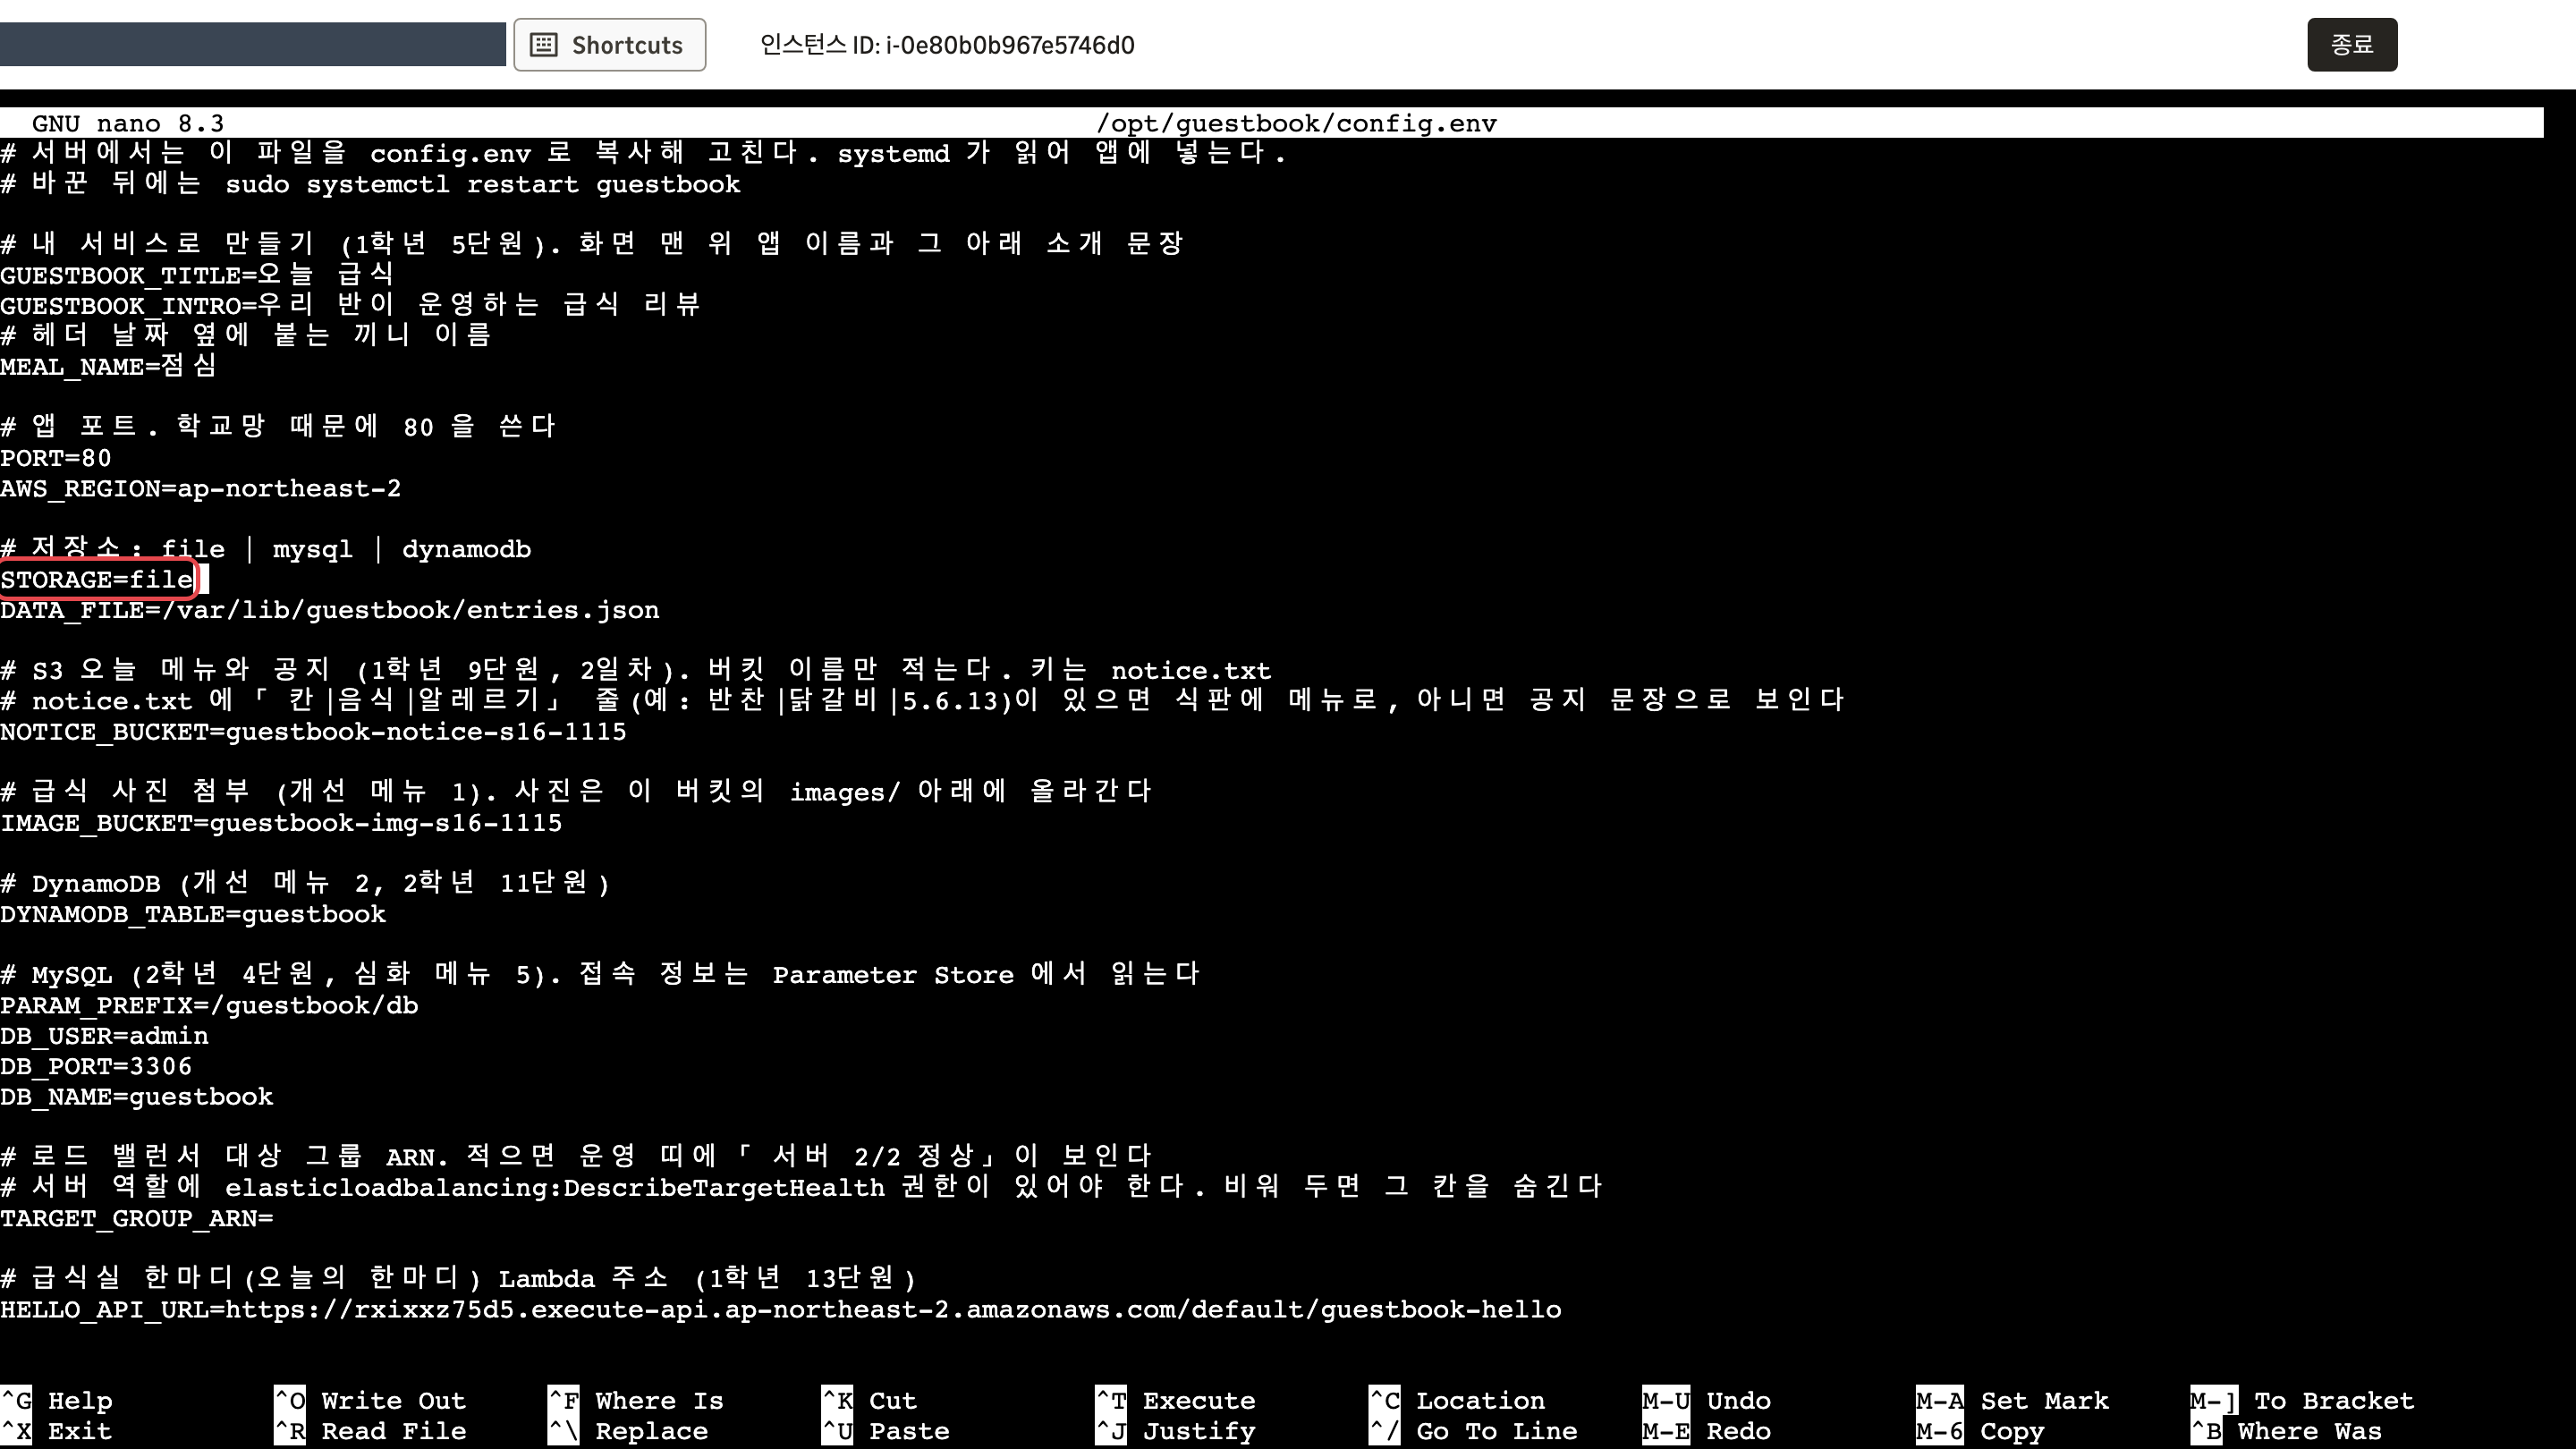 Shortcuts
인스턴스 ID: i-0e80b0b967e5746d0
종료
GNU nano 8.3 /opt/guestbook/config.env
# 서버에서는 이 파일을 config.env 로 복사해 고친다. systemd 가 읽어 앱에 넣는다.
# 바꾼 뒤에는 sudo systemctl restart guestbook
# 내 서비스로 만들기 (1학년 5단원). 화면 맨 위 앱 이름과 그 아래 소개 문장
GUESTBOOK_TITLE=오늘 급식
GUESTBOOK_INTRO=우리 반이 운영하는 급식 리뷰
# 헤더 날짜 옆에 붙는 끼니 이름
MEAL_NAME=점심
# 앱 포트. 학교망 때문에 80 을 쓴다
PORT=80
AWS_REGION=ap-northeast-2
# 저장소: file | mysql | dynamodb
STORAGE=file
DATA_FILE=/var/lib/guestbook/entries.json
# S3 오늘 메뉴와 공지 (1학년 9단원, 2일차). 버킷 이름만 적는다. 키는 notice.txt
# notice.txt 에「 칸|음식|알레르기」 줄(예: 반찬|닭갈비|5.6.13)이 있으면 식판에 메뉴로, 아니면 공지 문장으로 보인다
NOTICE_BUCKET=guestbook-notice-s16-1115
# 급식 사진 첨부 (개선 메뉴 1). 사진은 이 버킷의 images/ 아래에 올라간다
IMAGE_BUCKET=guestbook-img-s16-1115
# DynamoDB (개선 메뉴 2, 2학년 11단원)
DYNAMODB_TABLE=guestbook
# MySQL (2학년 4단원, 심화 메뉴 5). 접속 정보는 Parameter Store 에서 읽는다
PARAM_PREFIX=/guestbook/db
DB_USER=admin
DB_PORT=3306
DB_NAME=guestbook
# 로드 밸런서 대상 그룹 ARN. 적으면 운영 띠에「 서버 2/2 정상」이 보인다
# 서버 역할에 elasticloadbalancing:DescribeTargetHealth 권한이 있어야 한다. 비워 두면 그 칸을 숨긴다
TARGET_GROUP_ARN=
# 급식실 한마디(오늘의 한마디) Lambda 주소 (1학년 13단원)
HELLO_API_URL=https://rxixxz75d5.execute-api.ap-northeast-2.amazonaws.com/default/guestbook-hello
^G Help ^O Write Out ^F Where Is ^K Cut ^T Execute ^C Location M-U Undo M-A Set Mark M-] To Bracket
^X Exit ^R Read File ^\ Replace ^U Paste ^J Justify ^/ Go To Line M-E Redo M-6 Copy ^B Where Was